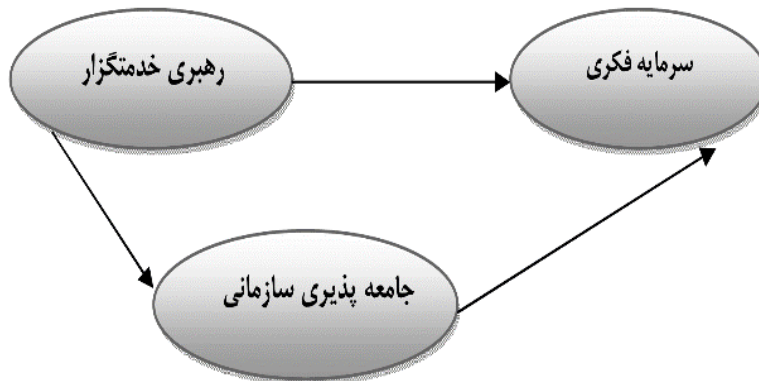 رهبری خدمتگزار
سرمایه فکری
جامعه پذیری سازمانی